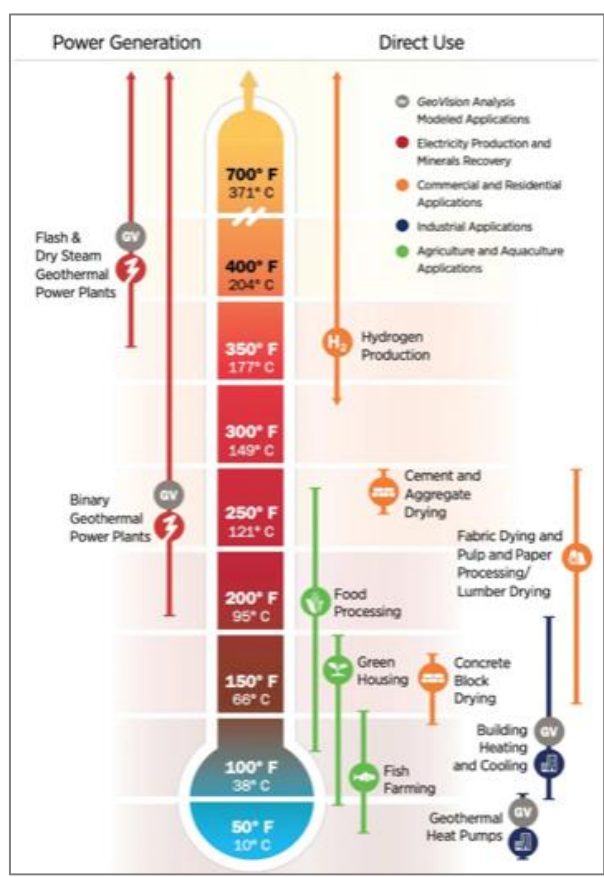 Power Generation
Direct Use
GeoVision Analysis
Modeled Applications
Electricity Production and
Minerals Recovery
Commercial and Residential
Applications
Industrial Applications
Agriculture and Aquaculture
Applications
700° F
371° C
GV
Flash &
Dry Steam
Geothermal
Power Plants
400° F
204° C
350° F
177° C
H2
Hydrogen
Production
300° F
149° C
GV
Binary
Geothermal
Power Plants
250° F
121° C
Cement and
Aggregate
Drying
Fabric Dying and
Pulp and Paper
Processing/
Lumber Drying
200° F
95° C
Food
Processing
150° F
66° C
Green
Housing
Concrete
Block
Drying
GV
Building
Heating
and Cooling
100° F
38° C
Fish
Farming
50° F
10° C
GV
Geothermal
Heat Pumps